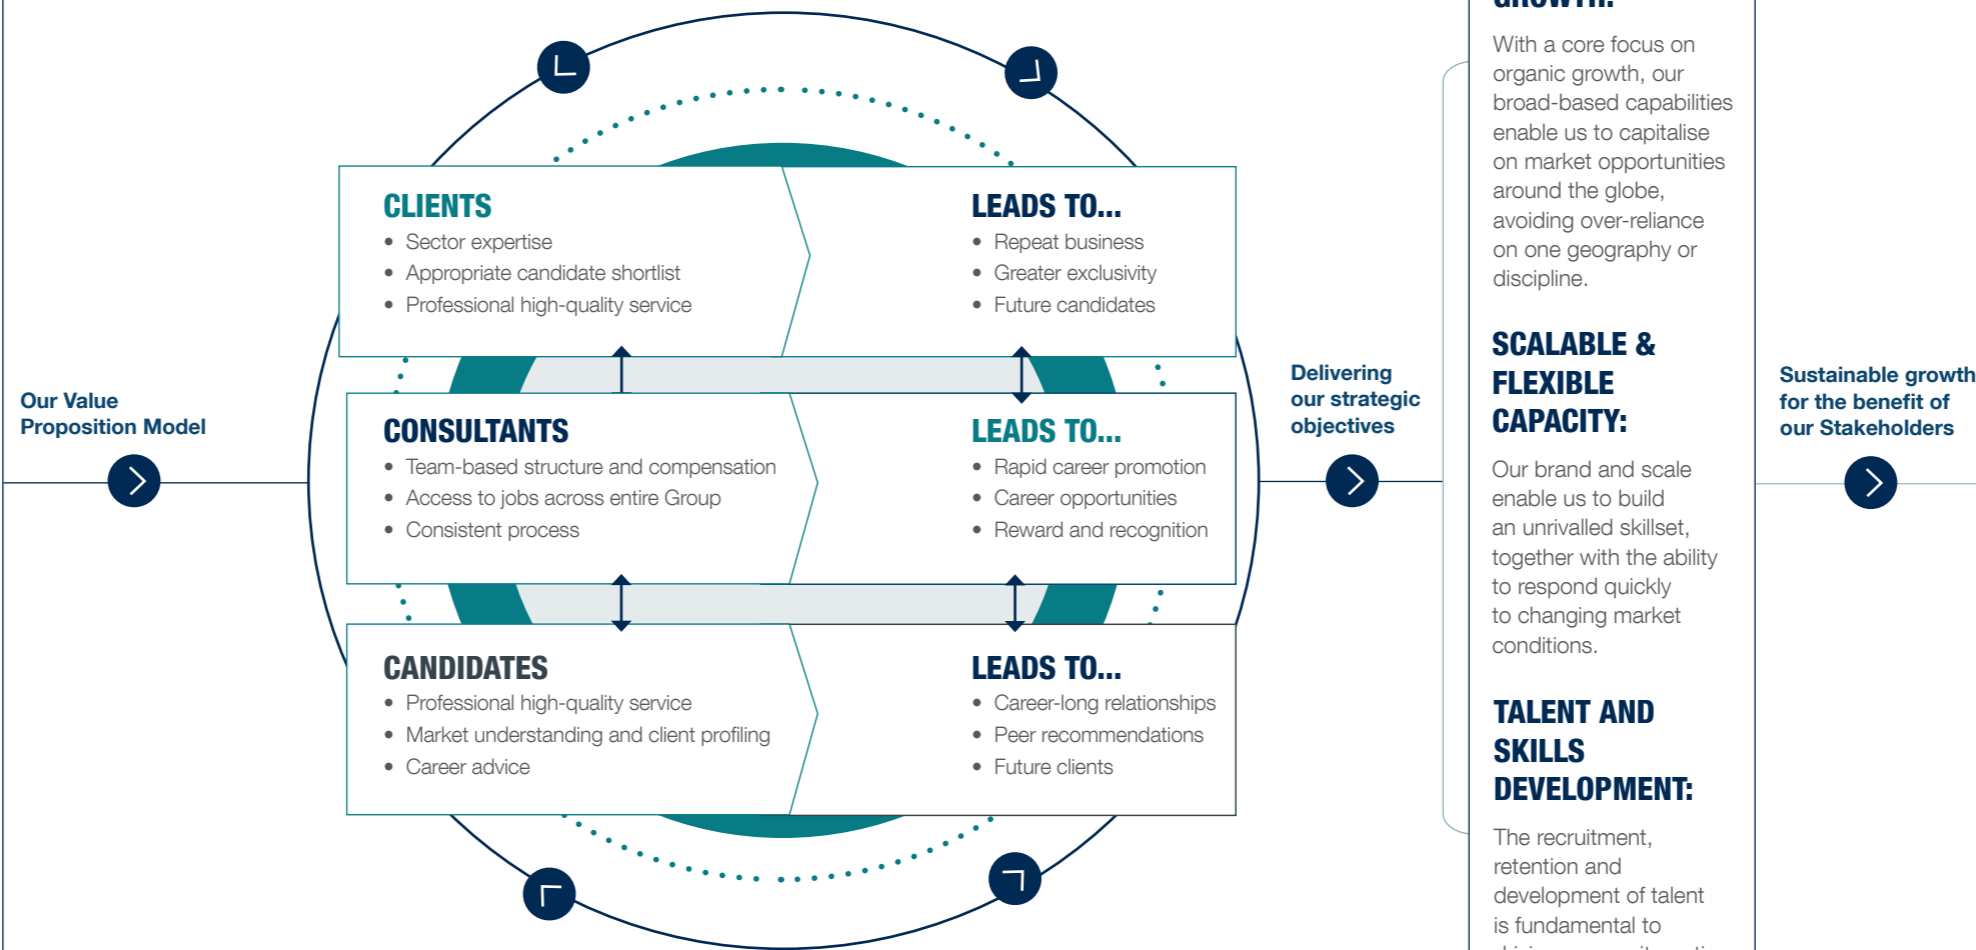 Our Value
Proposition Model
CLIENTS
• Sector expertise
• Appropriate candidate shortlist
• Professional high-quality service
LEADS TO...
• Repeat business
• Greater exclusivity
• Future candidates
CONSULTANTS
• Team-based structure and compensation
• Access to jobs across entire Group
• Consistent process
LEADS TO...
• Rapid career promotion
• Career opportunities
• Reward and recognition
CANDIDATES
• Professional high-quality service
• Market understanding and client profiling
• Career advice
LEADS TO...
• Career-long relationships
• Peer recommendations
• Future clients
Delivering
our strategic
objectives
GROWTH:
With a core focus on
organic growth, our
broad-based capabilities
enable us to capitalise
on market opportunities
around the globe,
avoiding over-reliance
on one geography or
discipline.
SCALABLE &
FLEXIBLE
CAPACITY:
Our brand and scale
enable us to build
an unrivalled skillset,
together with the ability
to respond quickly
to changing market
conditions.
TALENT AND
SKILLS
DEVELOPMENT:
The recruitment,
retention and
development of talent
is fundamental to
Sustainable growth
for the benefit of
our Stakeholders